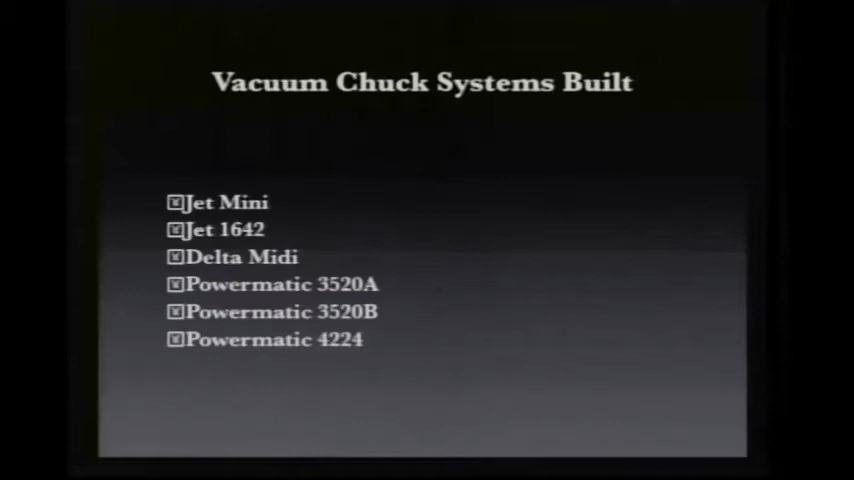 Vacuum Chuck Systems Built
Jet Mini
Jet 1642
Delta Midi
Powermatic 3520A
Powermatic 3520B
Powermatic 4224